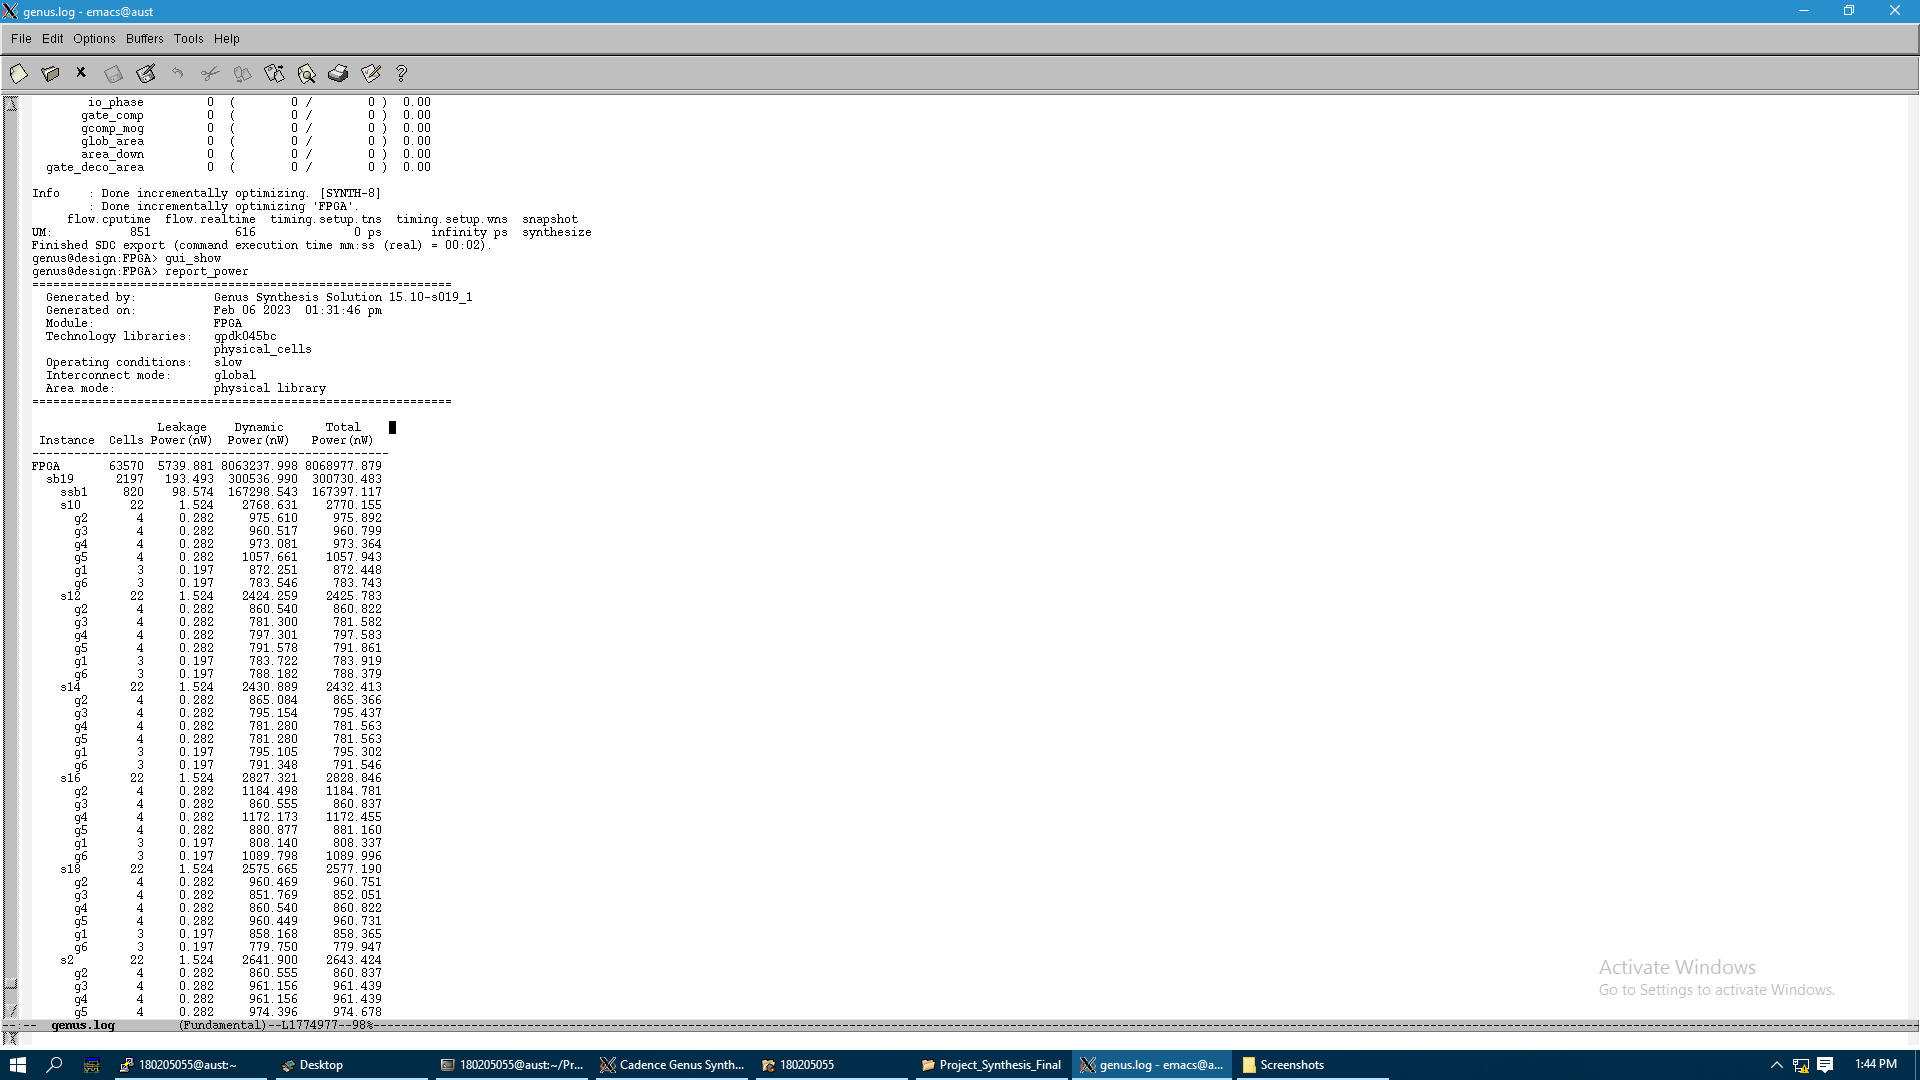 genus.log - emacs@aust
File Edit Options Buffers Tools Help
io_phase 0 ( 0 / 0 ) 0.00
gate_comp 0 ( 0 / 0 ) 0.00
gcomp_mog 0 ( 0 / 0 ) 0.00
glob_area 0 ( 0 / 0 ) 0.00
area_down 0 ( 0 / 0 ) 0.00
gate_deco_area 0 ( 0 / 0 ) 0.00
Info : Done incrementally optimizing. [SYNTH-8]
: Done incrementally optimizing 'FPGA'.
flow.cputime flow.realtime timing.setup.tns timing.setup.wns snapshot
UM: 851 616 0 ps infinity ps synthesize
Finished SDC export (command execution time mm:ss (real) = 00:02).
genus@design:FPGA> gui_show
genus@design:FPGA> report_power
============================================================
Generated by: Genus Synthesis Solution 15.10-s019_1
Generated on: Feb 06 2023 01:31:46 pm
Module: FPGA
Technology libraries: gpdk045bc
physical_cells
Operating conditions: slow
Interconnect mode: global
Area mode: physical library
============================================================
Leakage Dynamic Total
Instance Cells Power(nW) Power(nW) Power(nW)
---------------------------------------------------
FPGA 63570 5739.881 8063237.998 8068977.879
sb19 2197 193.493 300536.990 300730.483
ssb1 820 98.574 167298.543 167397.117
s10 22 1.524 2768.631 2770.155
g2 4 0.282 975.610 975.892
g3 4 0.282 960.517 960.799
g4 4 0.282 973.081 973.364
g5 4 0.282 1057.661 1057.943
g1 3 0.197 872.251 872.448
g6 3 0.197 783.546 783.743
s12 22 1.524 2424.259 2425.783
g2 4 0.282 860.540 860.822
g3 4 0.282 781.300 781.582
g4 4 0.282 797.301 797.583
g5 4 0.282 791.578 791.861
g1 3 0.197 783.722 783.919
g6 3 0.197 788.182 788.379
s14 22 1.524 2430.889 2432.413
g2 4 0.282 865.084 865.366
g3 4 0.282 795.154 795.437
g4 4 0.282 781.280 781.563
g5 4 0.282 781.280 781.563
g1 3 0.197 795.105 795.302
g6 3 0.197 791.348 791.546
s16 22 1.524 2827.321 2828.846
g2 4 0.282 1184.498 1184.781
g3 4 0.282 860.555 860.837
g4 4 0.282 1172.173 1172.455
g5 4 0.282 880.877 881.160
g1 3 0.197 808.140 808.337
g6 3 0.197 1089.798 1089.996
s18 22 1.524 2575.665 2577.190
g2 4 0.282 960.469 960.751
g3 4 0.282 851.769 852.051
g4 4 0.282 860.540 860.822
g5 4 0.282 960.449 960.731
g1 3 0.197 858.168 858.365
g6 3 0.197 779.750 779.947
s2 22 1.524 2641.900 2643.424
g2 4 0.282 860.555 860.837
g3 4 0.282 961.156 961.439
g4 4 0.282 961.156 961.439
g5 4 0.282 974.396 974.678
--:-- genus.log (Fundamental)--L1774977--98%--------
Activate Windows
Go to Settings to activate Windows.
180205055@aust:~
Desktop
180205055@aust:~/Pr...
Cadence Genus Synth...
180205055
Project_Synthesis_Final
genus.log - emacs@a...
Screenshots
1:44 PM